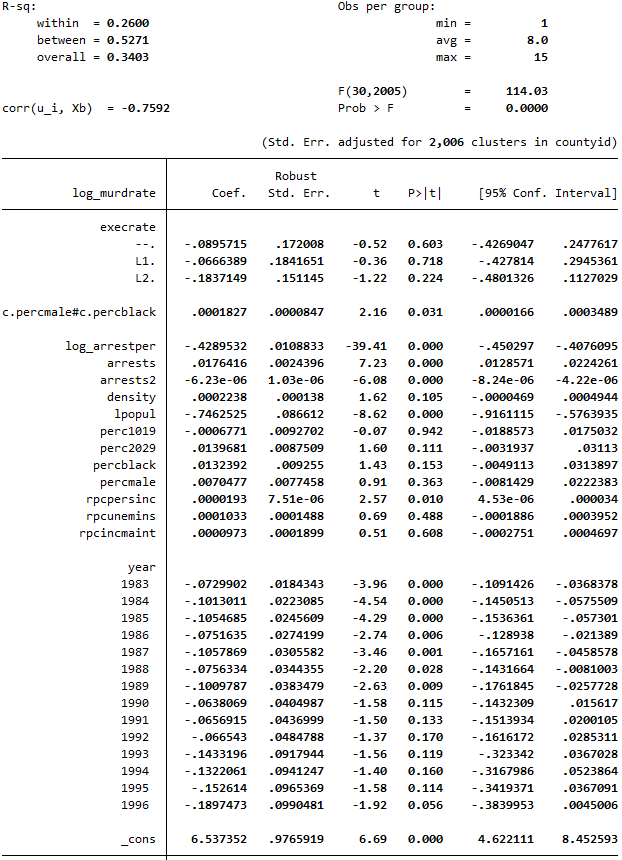 R-sq: Obs per group:
within = 0.2600 min = 1
between = 0.5271 avg = 8.0
overall = 0.3403 max = 15
F(30,2005) = 114.03
corr(u_i, Xb) = -0.7592 Prob > F = 0.0000
(Std. Err. adjusted for 2,006 clusters in countyid)
Robust
log_murdrate Coef. Std. Err. t P>|t| [95% Conf. Interval]
execrate
--. -.0895715 .172008 -0.52 0.603 -.4269047 .2477617
L1. -.0666389 .1841651 -0.36 0.718 -.427814 .2945361
L2. -.1837149 .151145 -1.22 0.224 -.4801326 .1127029
c.percmale#c.percblack .0001827 .0000847 2.16 0.031 .0000166 .0003489
log_arrestper -.4289532 .0108833 -39.41 0.000 -.450297 -.4076095
arrests .0176416 .0024396 7.23 0.000 .0128571 .0224261
arrests2 -6.23e-06 1.03e-06 -6.08 0.000 -8.24e-06 -4.22e-06
density .0002238 .000138 1.62 0.105 -.0000469 .0004944
lpopul -.7462525 .086612 -8.62 0.000 -.9161115 -.5763935
perc1019 -.0006771 .0092702 -0.07 0.942 -.0188573 .0175032
perc2029 .0139681 .0087509 1.60 0.111 -.0031937 .03113
percblack .0132392 .009255 1.43 0.153 -.0049113 .0313897
percmale .0070477 .0077458 0.91 0.363 -.0081429 .0222383
rpcpersinc .0000193 7.51e-06 2.57 0.010 4.53e-06 .000034
rpcunemins .0001033 .0001488 0.69 0.488 -.0001886 .0003952
rpcincmaint .0000973 .0001899 0.51 0.608 -.0002751 .0004697
year
1983 -.0729902 .0184343 -3.96 0.000 -.1091426 -.0368378
1984 -.1013011 .0223085 -4.54 0.000 -.1450513 -.0575509
1985 -.1054685 .0245609 -4.29 0.000 -.1536361 -.057301
1986 -.0751635 .0274199 -2.74 0.006 -.128938 -.021389
1987 -.1057869 .0305582 -3.46 0.001 -.1657161 -.0458578
1988 -.0756334 .0344355 -2.20 0.028 -.1431664 -.0081003
1989 -.1009787 .0383479 -2.63 0.009 -.1761845 -.0257728
1990 -.0638069 .0404987 -1.58 0.115 -.1432309 .015617
1991 -.0656915 .0436999 -1.50 0.133 -.1513934 .0200105
1992 -.066543 .0484788 -1.37 0.170 -.1616172 .0285311
1993 -.1433196 .0917944 -1.56 0.119 -.323342 .0367028
1994 -.1322061 .0941247 -1.40 0.160 -.3167986 .0523864
1995 -.152614 .0965369 -1.58 0.114 -.3419371 .0367091
1996 -.1897473 .0990481 -1.92 0.056 -.3839953 .0045006
_cons 6.537352 .9765919 6.69 0.000 4.622111 8.452593